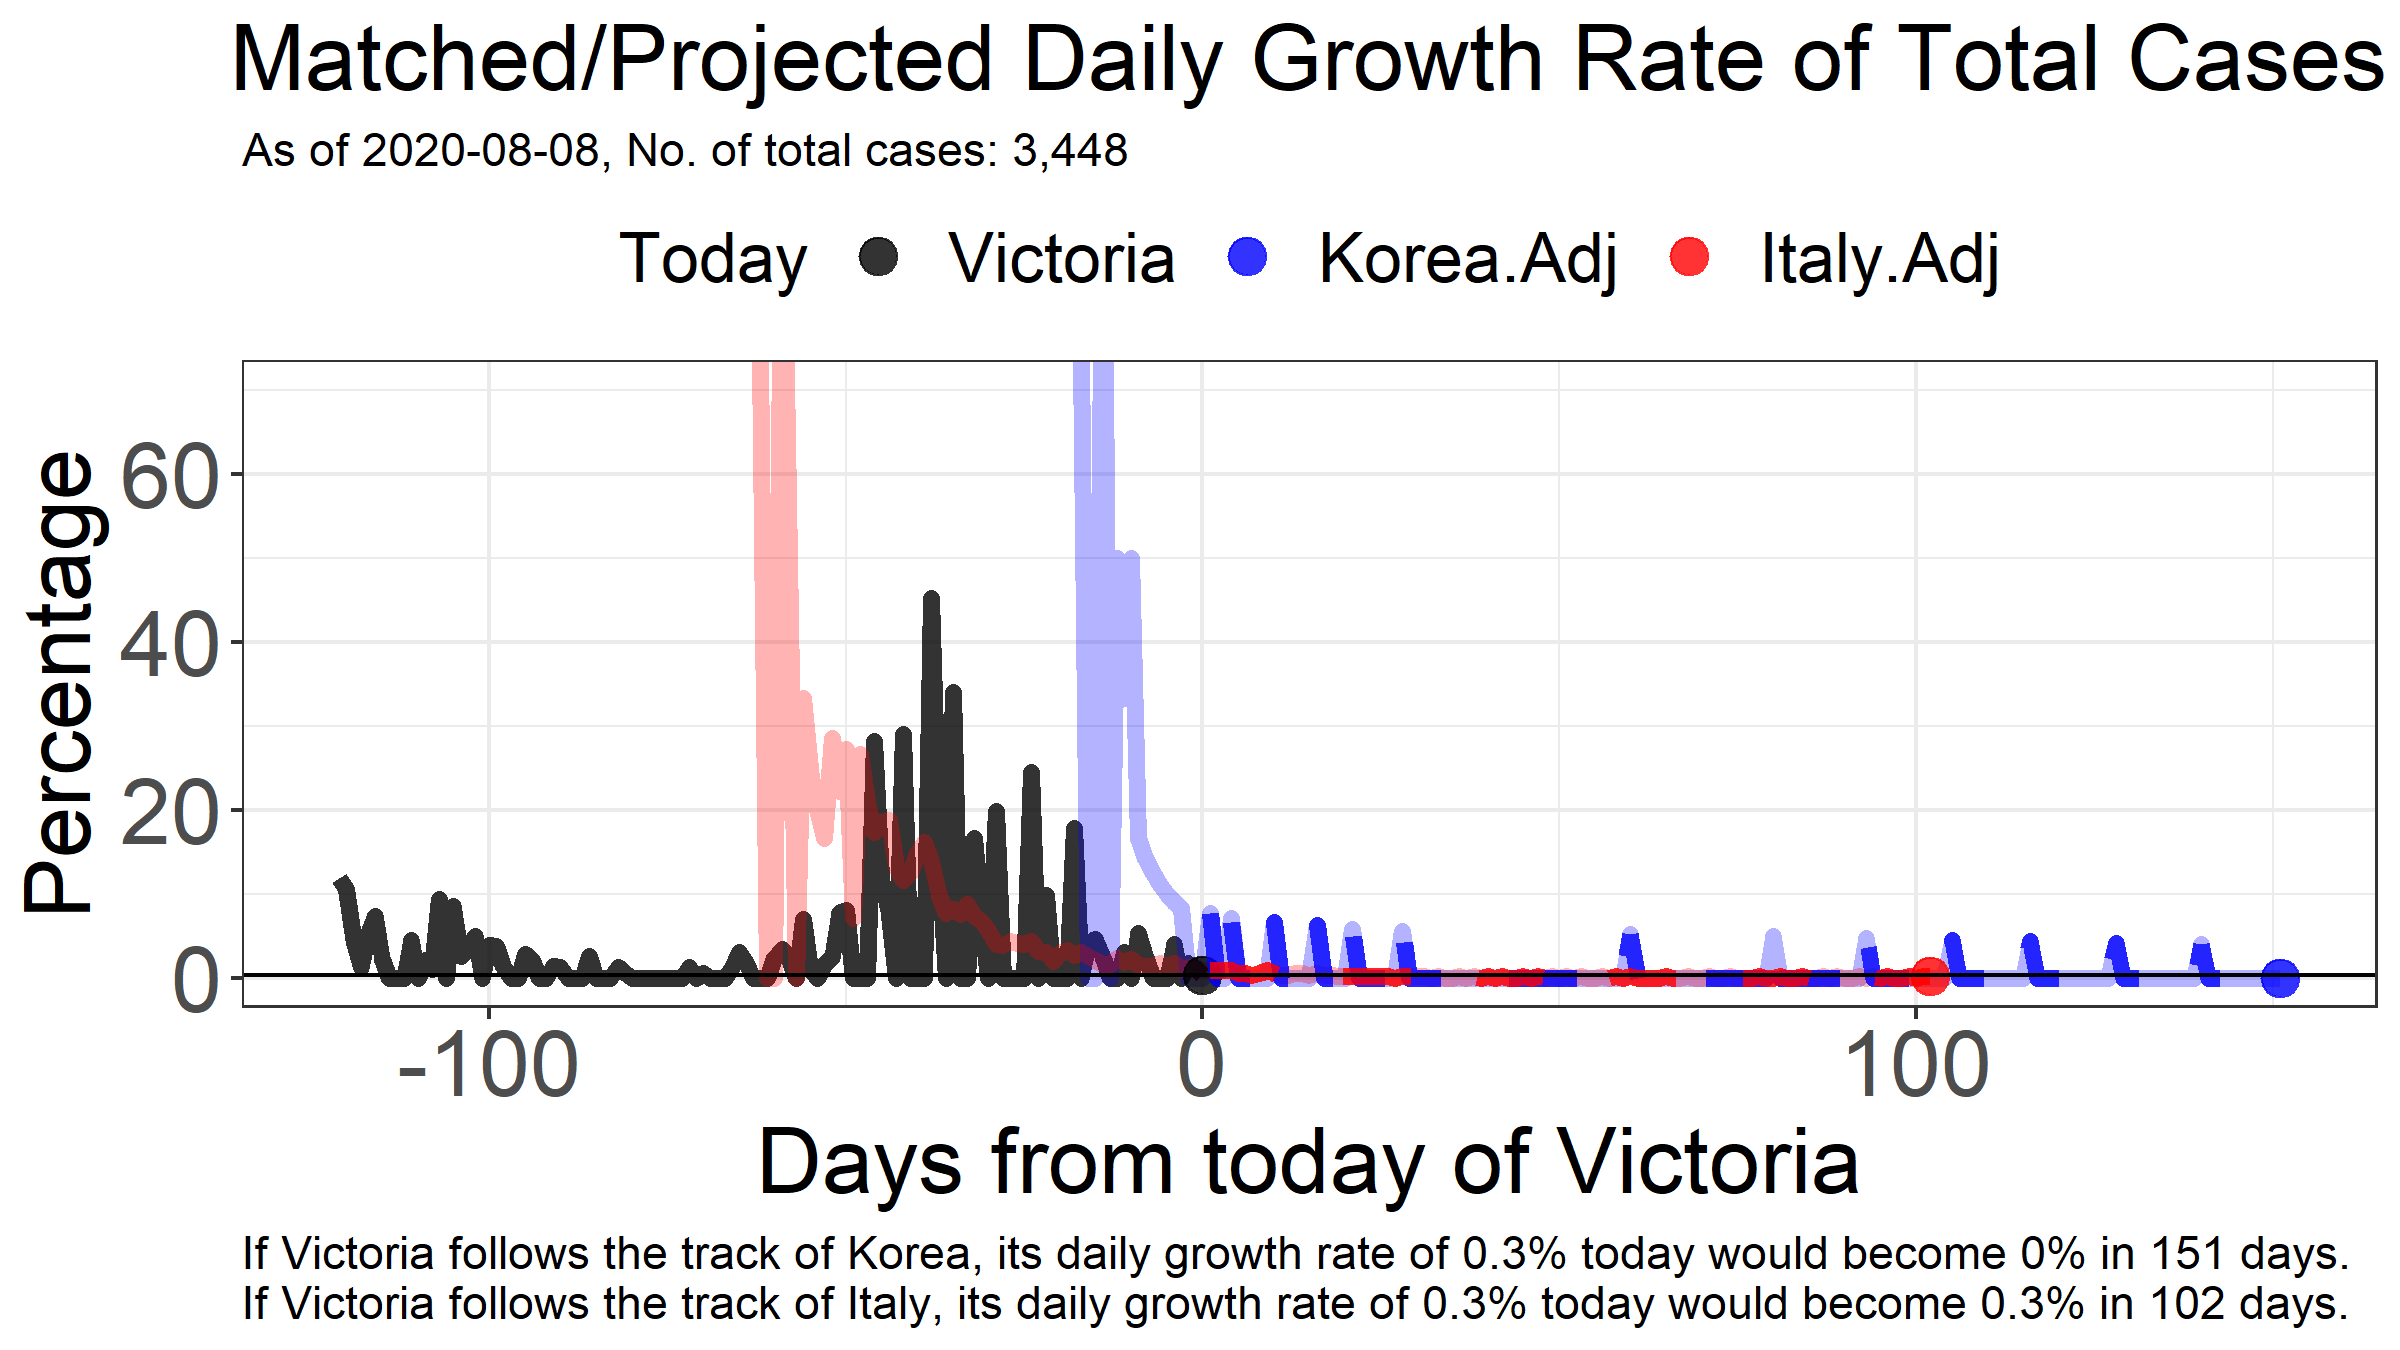 Matched/Projected Daily Growth Rate of Total Cases
As of 2020-08-08, No. of total cases: 3,448
Today Victoria Korea.Adj Italy.Adj
Percentage
60
40
20
0
-100 0 100
Days from today of Victoria
If Victoria follows the track of Korea, its daily growth rate of 0.3% today would become 0% in 151 days.
If Victoria follows the track of Italy, its daily growth rate of 0.3% today would become 0.3% in 102 days.